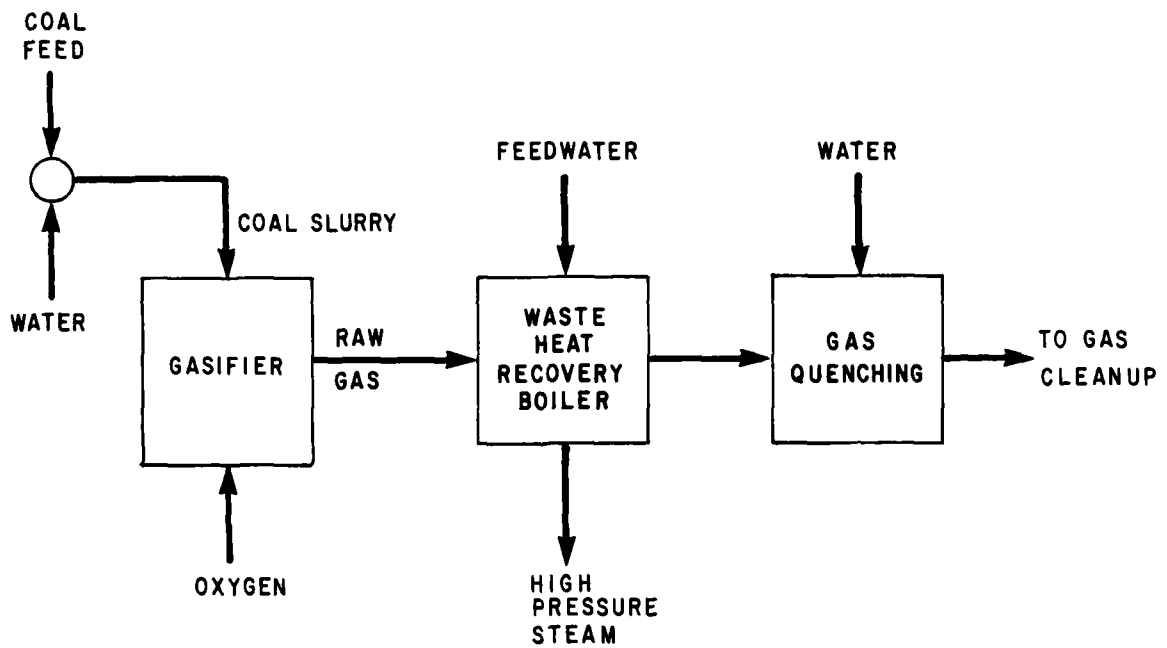 COAL
FEED
FEEDWATER
WATER
COAL SLURRY
WATER
GASIFIER
RAW
GAS
WASTE
HEAT
RECOVERY
BOILER
GAS
QUENCHING
TO GAS
CLEANUP
OXYGEN
HIGH
PRESSURE
STEAM